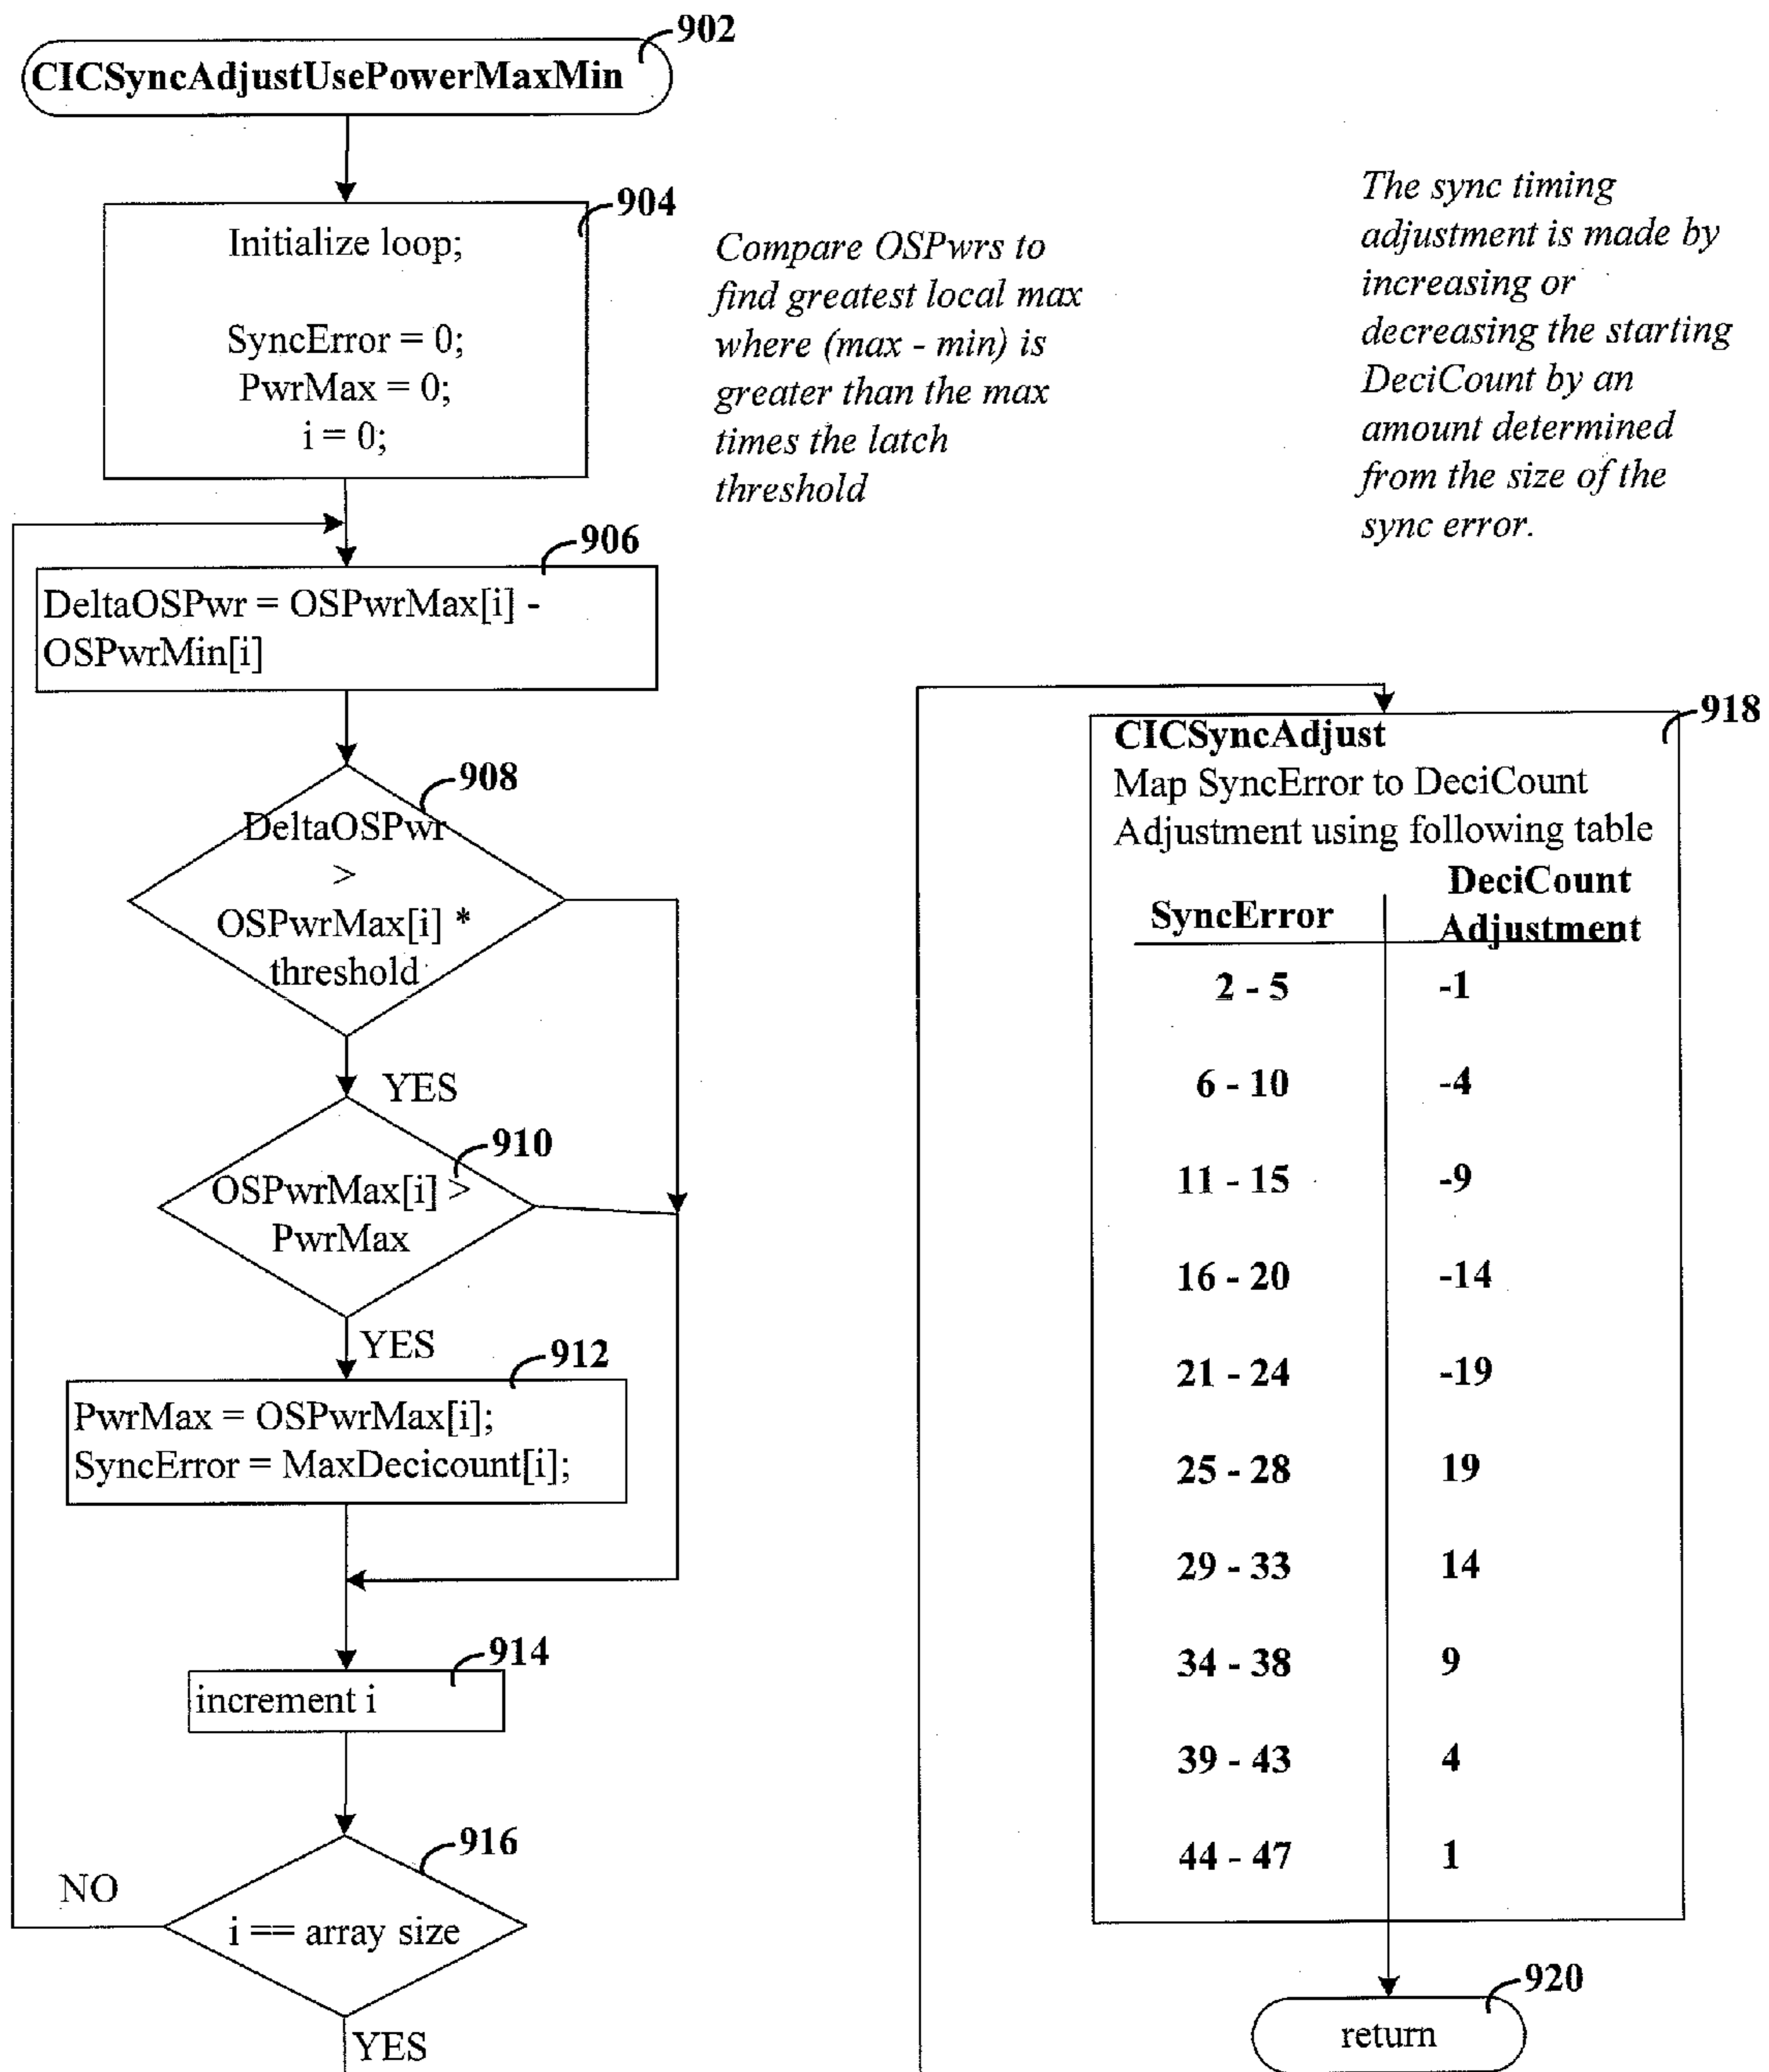 902
CICSyncAdjustUsePowerMaxMin
904
Initialize loop;
SyncError = 0;
PwrMax = 0;
i = 0;
Compare OSPwrs to
find greatest local max
where (max - min) is
greater than the max
times the latch
threshold
The sync timing
adjustment is made by
increasing or
decreasing the starting
DeciCount by an
amount determined
from the size of the
sync error.
906
DeltaOSPwr = OSPwrMax[i] -
OSPwrMin[i]
908
DeltaOSPwr
>
OSPwrMax[i] *
threshold
YES
910
OSPwrMax[i] >
PwrMax
YES
912
PwrMax = OSPwrMax[i];
SyncError = MaxDecicount[i];
914
increment i
916
NO
i == array size
YES
918
CICSyncAdjust
Map SyncError to DeciCount
Adjustment using following table
DeciCount
SyncError Adjustment
2 - 5 -1
6 - 10 -4
11 - 15 -9
16 - 20 -14
21 - 24 -19
25 - 28 19
29 - 33 14
34 - 38 9
39 - 43 4
44 - 47 1
920
return